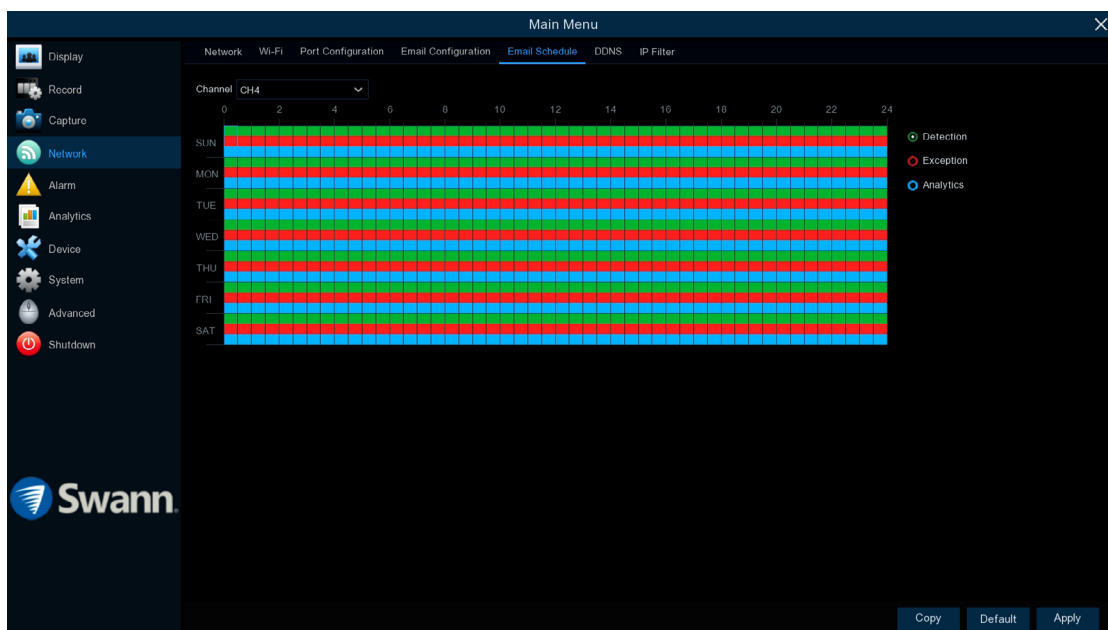 Main Menu
Display
Record
Capture
Network
Alarm
Analytics
Device
System
Advanced
Shutdown
Swann.
Network Wi-Fi Port Configuration Email Configuration Email Schedule DDNS IP Filter
Channel CH4
0 2 4 6 8 10 12 14 16 18 20 22 24
SUN
MON
TUE
WED
THU
FRI
SAT
Detection
Exception
Analytics
Copy Default Apply